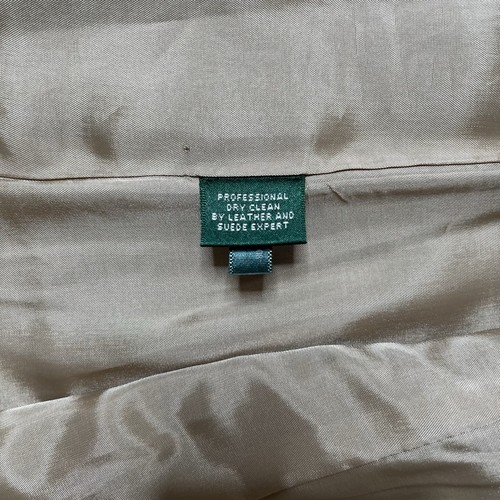 PROFESSIONAL
DRY CLEAN
BY LEATHER AND
SUEDE EXPERT